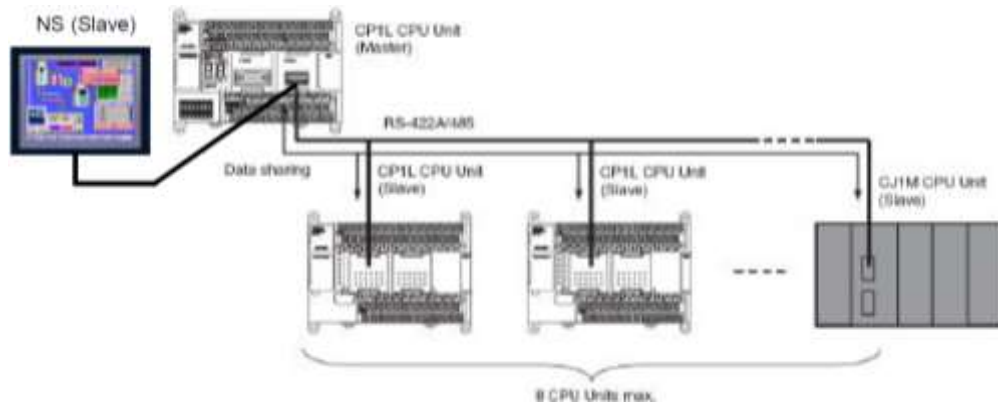 NS (Slave)
CP1L CPU Unit
(Master)
RS-422A/485
Data sharing
CP1L CPU Unit
(Slave)
CP1L CPU Unit
(Slave)
CJ1M CPU Unit
(Slave)
8 CPU Units max.